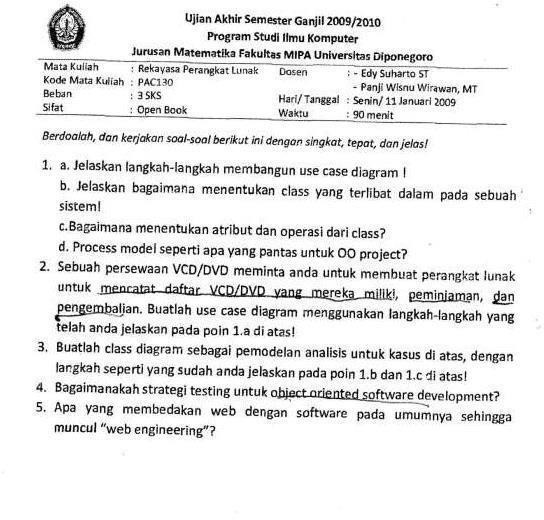 Ujian Akhir Semester Ganjil 2009/2010
Program Studi Ilmu Komputer
Jurusan Matematika Fakultas MIPA Universitas Diponegoro
Mata Kuliah : Rekayasa Perangkat Lunak Dosen : - Edy Suharto ST
Kode Mata Kuliah : PAC130 - Panji Wisnu Wirawan, MT
Beban : 3 SKS Hari/ Tanggal : Senin/ 11 Januari 2009
Sifat : Open Book Waktu : 90 menit
Berdoalah, dan kerjakan soal-soal berikut ini dengan singkat, tepat, dan jelas!
1. a. Jelaskan langkah-langkah membangun use case diagram !
b. Jelaskan bagaimana menentukan class yang terlibat dalam pada sebuah
sistem!
c.Bagaimana menentukan atribut dan operasi dari class?
d. Process model seperti apa yang pantas untuk OO project?
2. Sebuah persewaan VCD/DVD meminta anda untuk membuat perangkat lunak
untuk mencatat daftar VCD/DVD yang mereka miliki, peminjaman, dan
pengembalian. Buatlah use case diagram menggunakan langkah-langkah yang
telah anda jelaskan pada poin 1.a di atas!
3. Buatlah class diagram sebagai pemodelan analisis untuk kasus di atas, dengan
langkah seperti yang sudah anda jelaskan pada poin 1.b dan 1.c di atas!
4. Bagaimanakah strategi testing untuk object oriented software development?
5. Apa yang membedakan web dengan software pada umumnya sehingga
muncul "web engineering"?